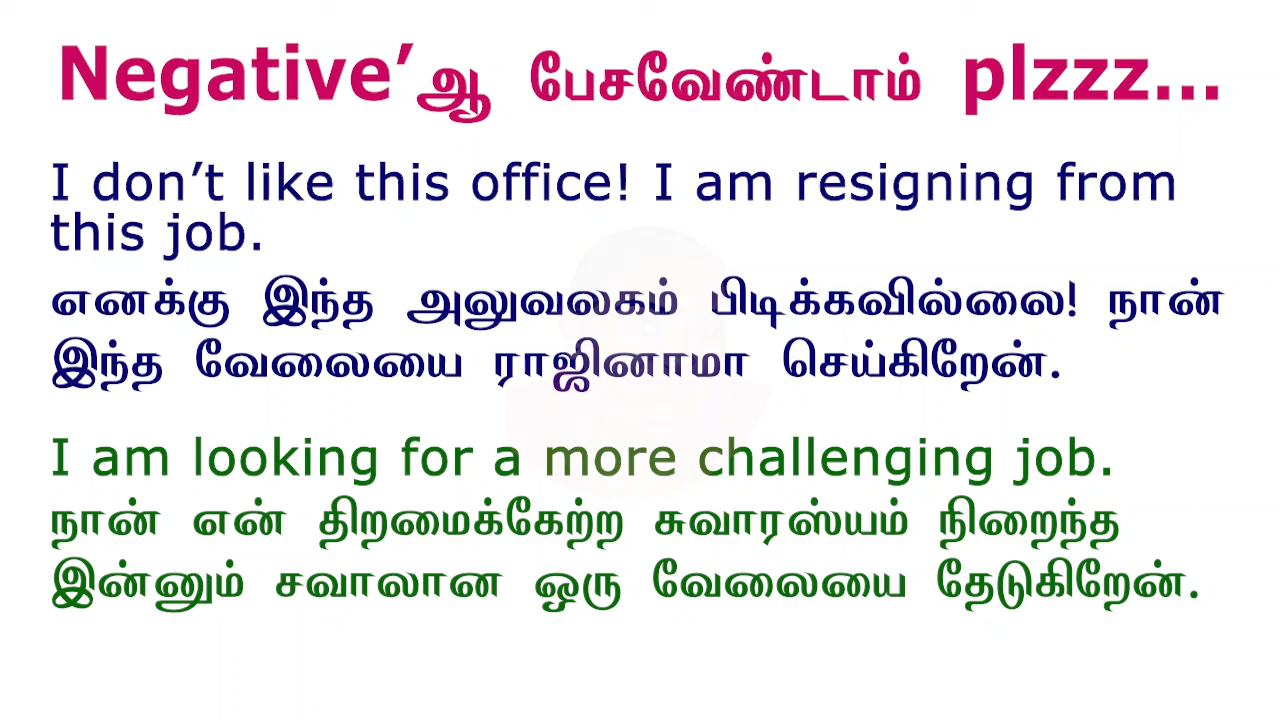 Negative’ஆ பேசவேண்டாம் plzzz...
I don’t like this office! I am resigning from
this job.
எனக்கு இந்த அலுவலகம் பிடிக்கவில்லை! நான்
இந்த வேலையை ராஜினாமா செய்கிறேன்.
I am looking for a more challenging job.
நான் என் திறமைக்கேற்ற சுவாரஸ்யம் நிறைந்த
இன்னும் சவாலான ஒரு வேலையை தேடுகிறேன்.